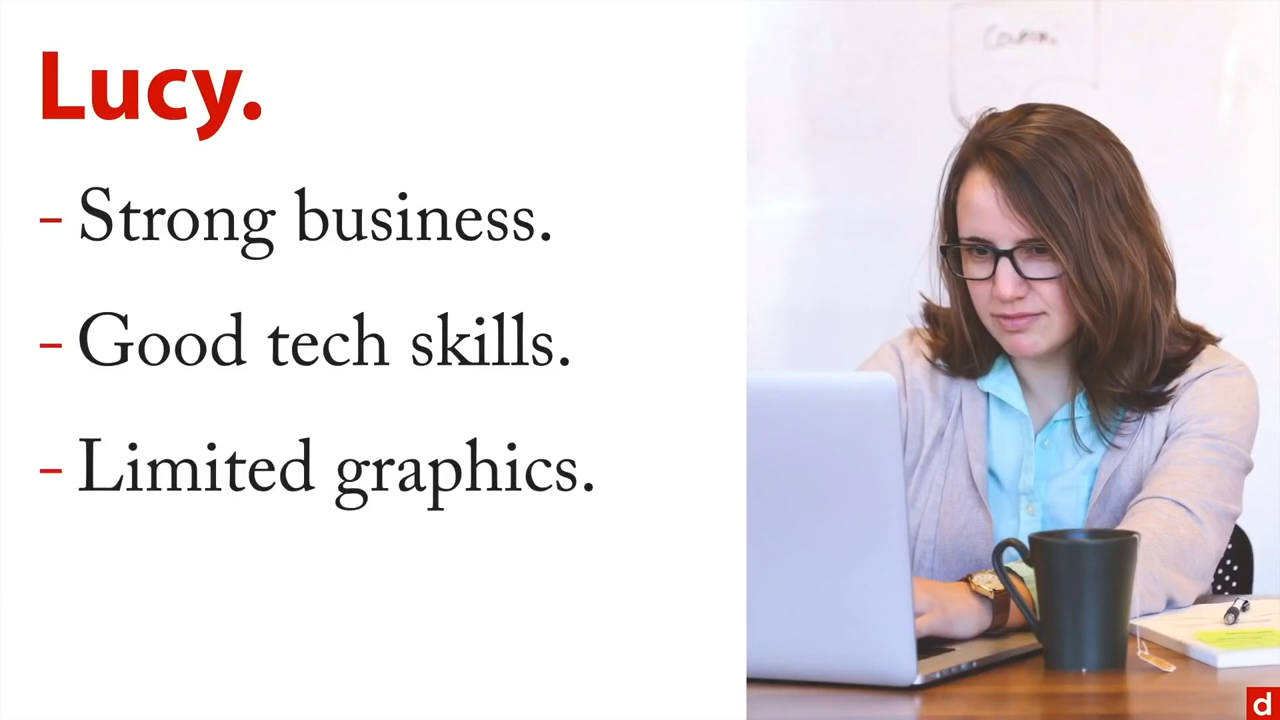 Lucy.
- Strong business.
- Good tech skills.
- Limited graphics.
d